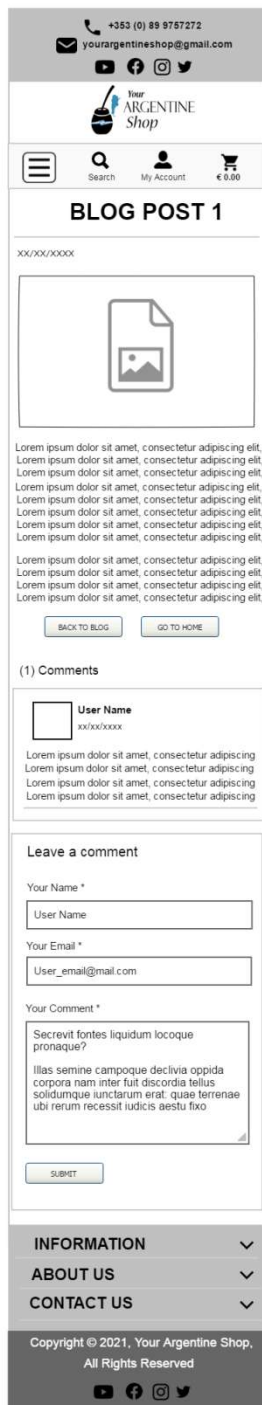 +353 (0) 89 9757272
yourargentineshop@gmail.com
Your
ARGENTINE
Shop
Search My Account € 0.00
BLOG POST 1
xx/xx/xxxx
Lorem ipsum dolor sit amet, consectetur adipiscing elit,
Lorem ipsum dolor sit amet, consectetur adipiscing elit,
Lorem ipsum dolor sit amet, consectetur adipiscing elit,
Lorem ipsum dolor sit amet, consectetur adipiscing elit,
Lorem ipsum dolor sit amet, consectetur adipiscing elit,
Lorem ipsum dolor sit amet, consectetur adipiscing elit,
Lorem ipsum dolor sit amet, consectetur adipiscing elit,
Lorem ipsum dolor sit amet, consectetur adipiscing elit,
Lorem ipsum dolor sit amet, consectetur adipiscing elit,
Lorem ipsum dolor sit amet, consectetur adipiscing elit,
Lorem ipsum dolor sit amet, consectetur adipiscing elit,
Lorem ipsum dolor sit amet, consectetur adipiscing elit,
BACK TO BLOG GO TO HOME
(1) Comments
User Name
xx/xx/xxxx
Lorem ipsum dolor sit amet, consectetur adipiscing
Lorem ipsum dolor sit amet, consectetur adipiscing
Lorem ipsum dolor sit amet, consectetur adipiscing
Lorem ipsum dolor sit amet, consectetur adipiscing
Leave a comment
Your Name *
User Name
Your Email *
User_email@mail.com
Your Comment *
Secrevit fontes liquidum locoque
pronaque?
Illas semine campoque declivia oppida
corpora nam inter fuit discordia tellus
solidumque iunctarum erat: quae terrenae
ubi rerum recessit iudicis aestu fixo
SUBMIT
INFORMATION
ABOUT US
CONTACT US
Copyright © 2021, Your Argentine Shop,
All Rights Reserved